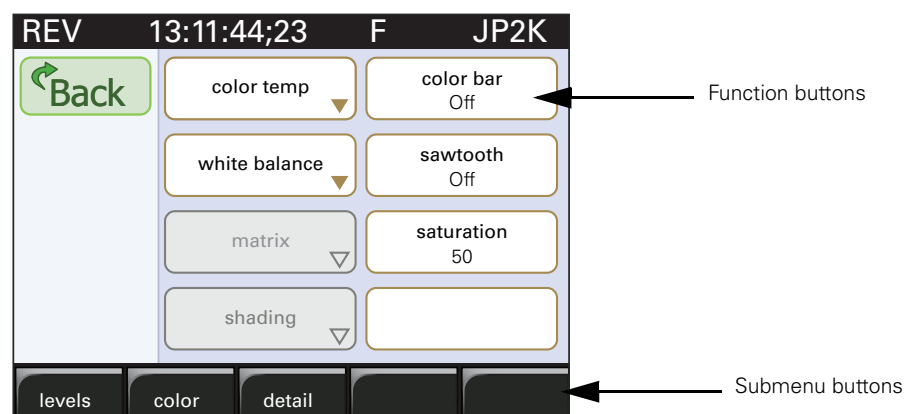 REV 13:11:44;23 F JP2K
Back
color temp
color bar
Off
Function buttons
white balance
sawtooth
Off
matrix
saturation
50
shading
levels color detail
Submenu buttons